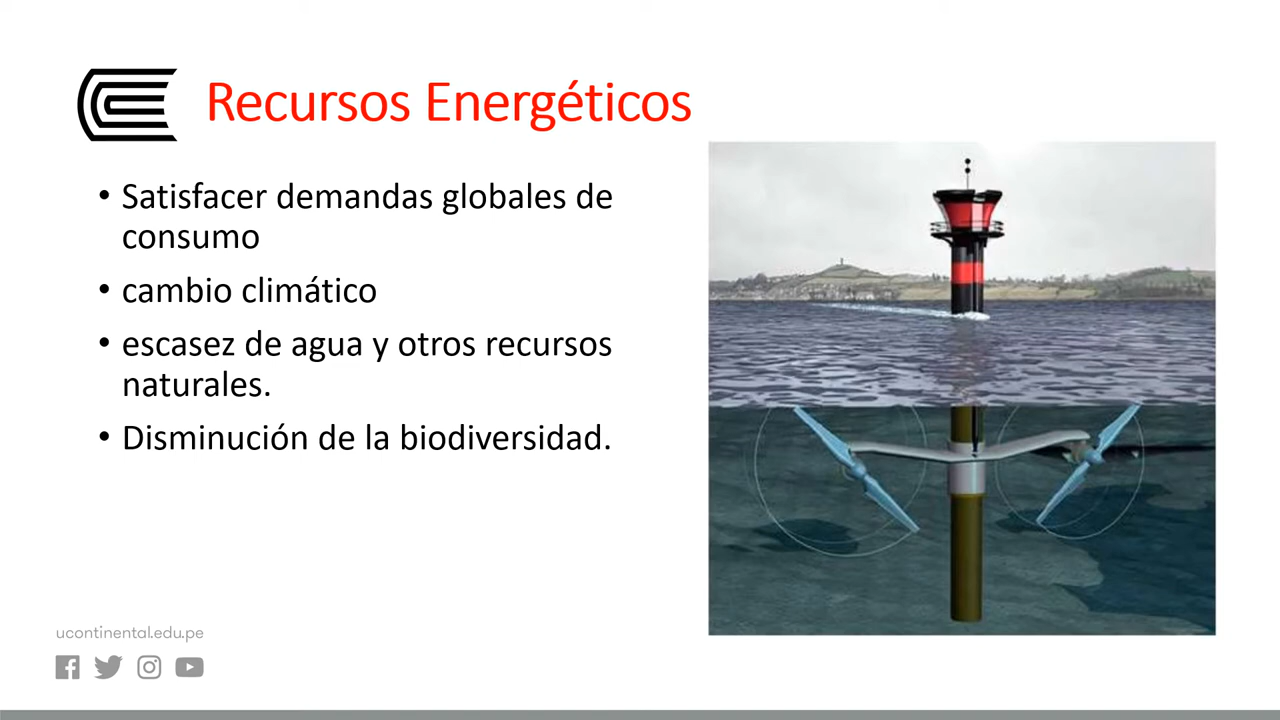 Recursos Energéticos
• Satisfacer demandas globales de
consumo
• cambio climático
• escasez de agua y otros recursos
naturales.
• Disminución de la biodiversidad.
ucontinental.edu.pe